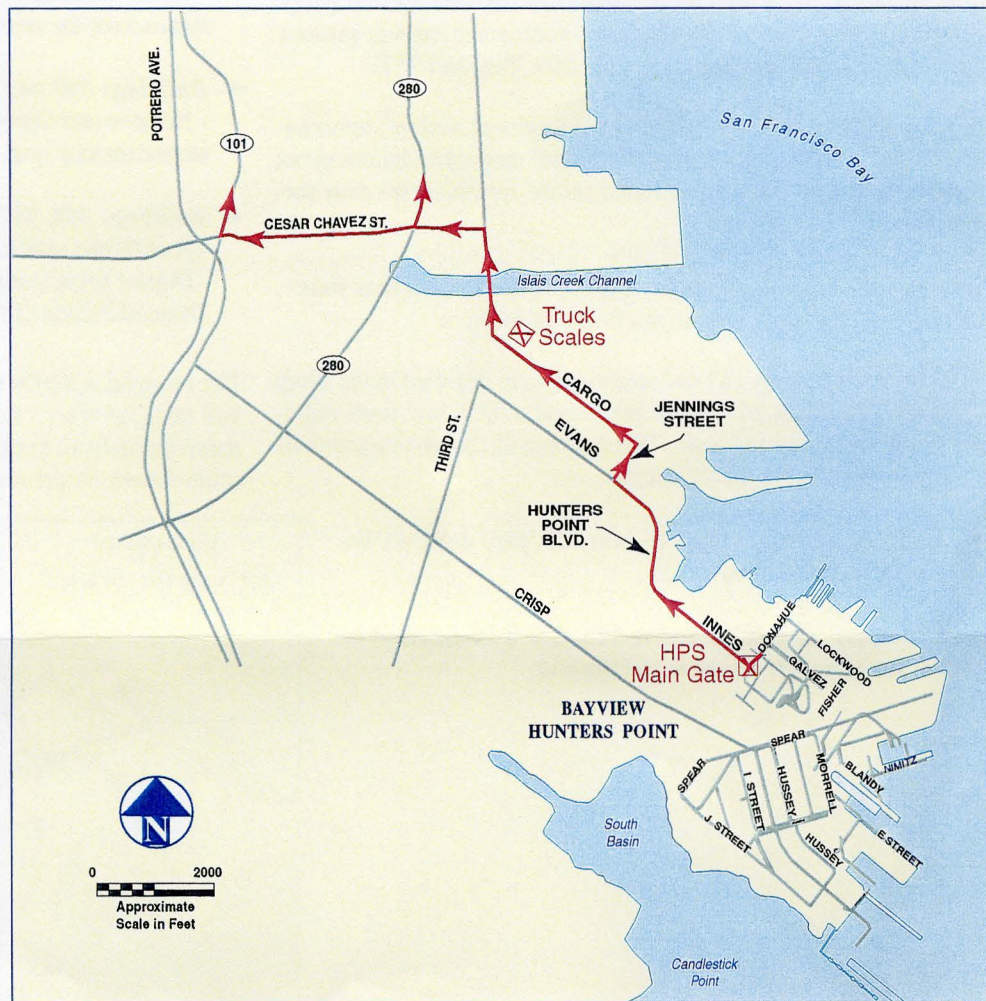 POTRERO AVE.
280
San Francisco Bay
101
CESAR CHAVEZ ST.
Islais Creek Channel
Truck
Scales
280
CARGO
JENNINGS
STREET
EVANS
THIRD ST.
HUNTERS
POINT
BLVD.
CRISP
INNES
DONAHUE
LOCKWOOD
HPS
Main Gate
GALVEZ
FISHER
BAYVIEW
HUNTERS POINT
SPEAR
SPEAR
MORRELL
BLANDY
NIMITZ
I STREET
HUSSEY
J STREET
HUSSEY
E STREET
South
Basin
N
0 2000
Approximate
Scale in Feet
Candlestick
Point